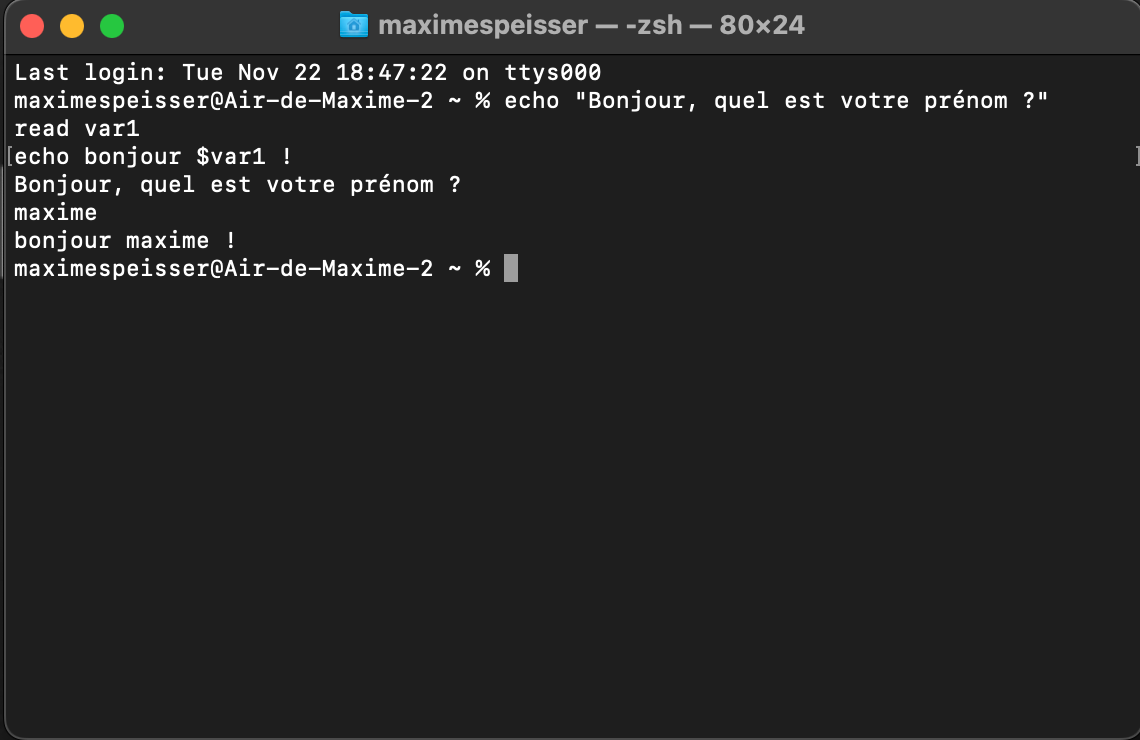 maximespeisser — -zsh — 80×24
Last login: Tue Nov 22 18:47:22 on ttys000
maximespeisser@Air-de-Maxime-2 ~ % echo "Bonjour, quel est votre prénom ?"
read var1
[echo bonjour $var1 ! ]
Bonjour, quel est votre prénom ?
maxime
bonjour maxime !
maximespeisser@Air-de-Maxime-2 ~ %